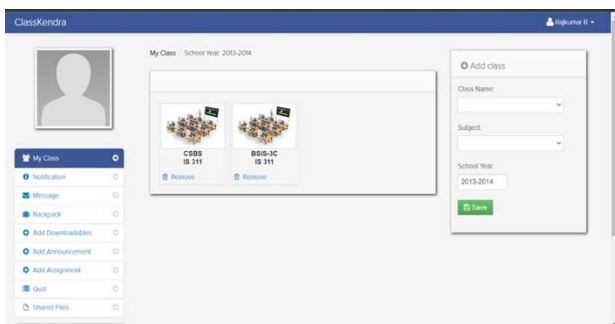 ClassKendra
Rajkumar R
My Class / School Year: 2013-2014
CSBS
IS 311
Remove
BSIS-3C
IS 311
Remove
Add class
Class Name:
Subject:
School Year:
2013-2014
Save
My Class
Notification
Message
Backpack
Add Downloadables
Add Announcement
Add Assignment
Quiz
Shared Files